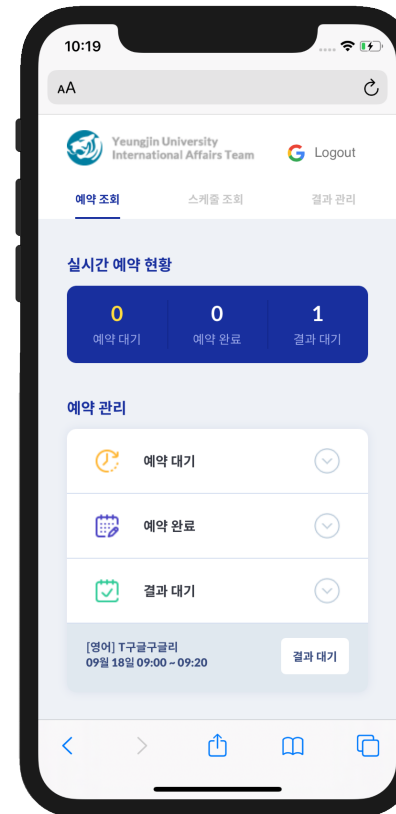 10:19
AA
Yeungjin University
International Affairs Team
Logout
예약 조회
스케줄 조회
결과 관리
실시간 예약 현황
0
0
1
예약 대기
예약 완료
결과 대기
예약 관리
예약 대기
예약 완료
결과 대기
[영어] T구글구글리
09월 18일 09:00 ~ 09:20
결과 대기